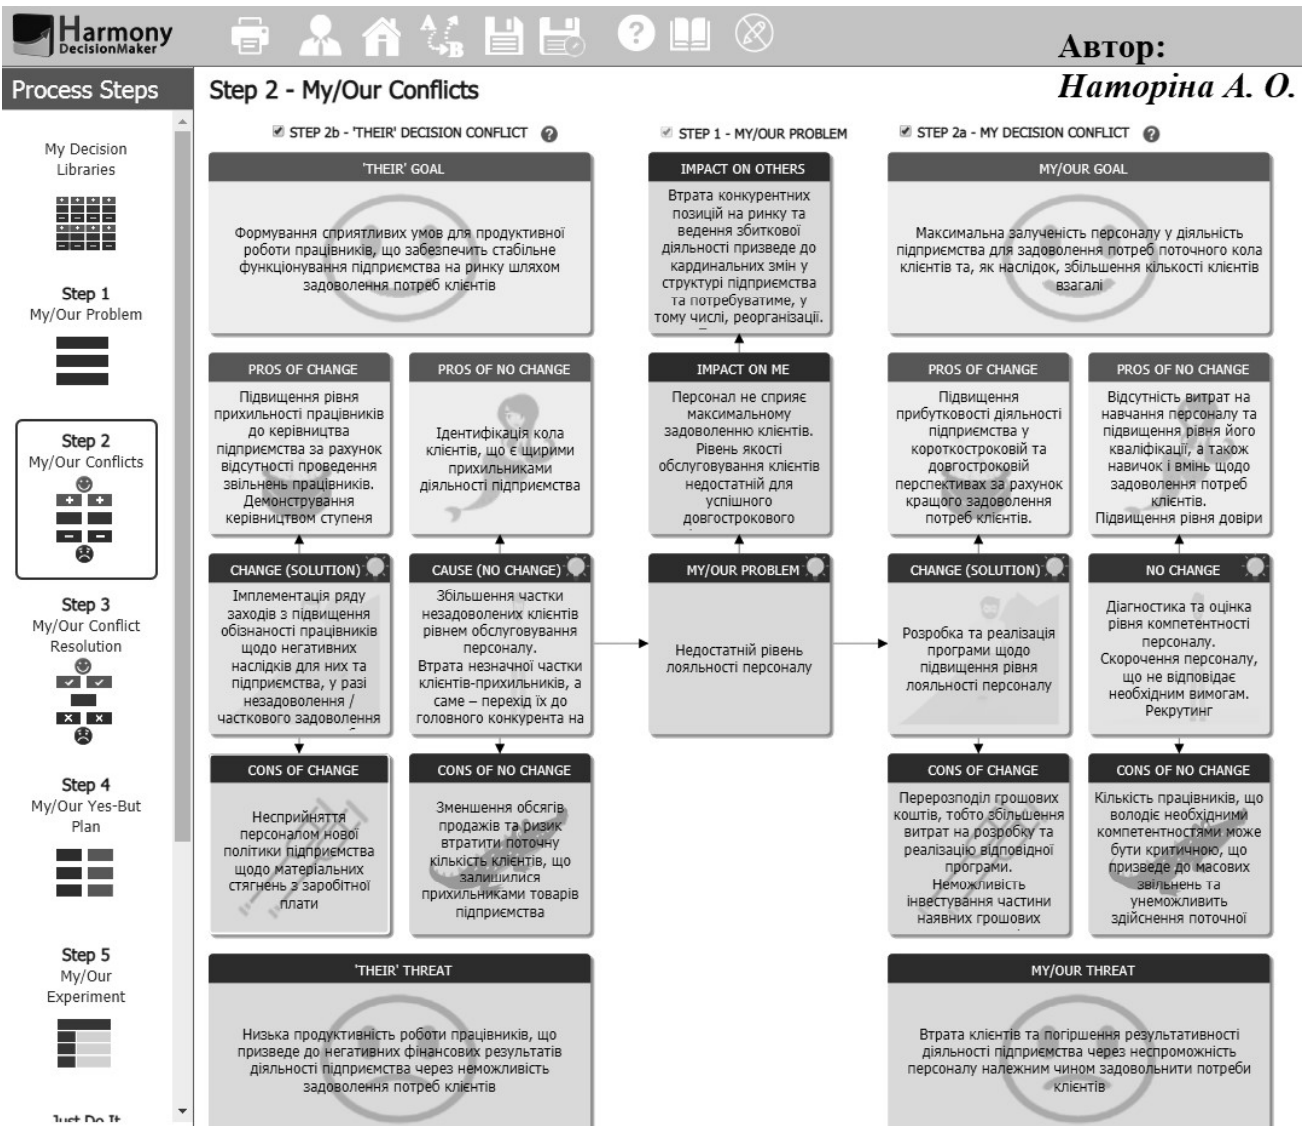 Harmony
DecisionMaker
A
B
?
Автор:
Наторіна А. О.
Process Steps
My Decision
Libraries
Step 1
My/Our Problem
Step 2
My/Our Conflicts
Step 3
My/Our Conflict
Resolution
Step 4
My/Our Yes-But
Plan
Step 5
My/Our
Experiment
Just Do It
Step 2 - My/Our Conflicts
STEP 2b - 'THEIR' DECISION CONFLICT ?
'THEIR' GOAL
Формування сприятливих умов для продуктивної
роботи працівників, що забезпечить стабільне
функціонування підприємства на ринку шляхом
задоволення потреб клієнтів
PROS OF CHANGE
Підвищення рівня
прихильності працівників
до керівництва
підприємства за рахунок
відсутності проведення
звільнень працівників.
Демонстрування
керівництвом ступеня
PROS OF NO CHANGE
Ідентифікація кола
клієнтів, що є щирими
прихильниками
діяльності підприємства
CHANGE (SOLUTION)
Імплементація ряду
заходів з підвищення
обізнаності працівників
щодо негативних
наслідків для них та
підприємства, у разі
незадоволення /
часткового задоволення
CAUSE (NO CHANGE)
Збільшення частки
незадоволених клієнтів
рівнем обслуговування
персоналу.
Втрата незначної частки
клієнтів-прихильників, а
саме – перехід їх до
головного конкурента на
CONS OF CHANGE
Несприйняття
персоналом нової
політики підприємства
щодо матеріальних
стягнень з заробітної
плати
CONS OF NO CHANGE
Зменшення обсягів
продажів та ризик
втратити поточну
кількість клієнтів, що
залишилися
прихильниками товарів
підприємства
'THEIR' THREAT
Низька продуктивність роботи працівників, що
призведе до негативних фінансових результатів
діяльності підприємства через неможливість
задоволення потреб клієнтів
STEP 1 - MY/OUR PROBLEM
IMPACT ON OTHERS
Втрата конкурентних
позицій на ринку та
ведення збиткової
діяльності призведе до
кардинальних змін у
структурі підприємства
та потребуватиме, у
тому числі, реорганізації.
IMPACT ON ME
Персонал не сприяє
максимальному
задоволенню клієнтів.
Рівень якості
обслуговування клієнтів
недостатній для
успішного
довгострокового
MY/OUR PROBLEM
Недостатній рівень
лояльності персоналу
STEP 2a - MY DECISION CONFLICT ?
MY/OUR GOAL
Максимальна залученість персоналу у діяльність
підприємства для задоволення потреб поточного кола
клієнтів та, як наслідок, збільшення кількості клієнтів
взагалі
PROS OF CHANGE
Підвищення
прибутковості діяльності
підприємства у
короткостроковій та
довгостроковій
перспективах за рахунок
кращого задоволення
потреб клієнтів.
PROS OF NO CHANGE
Відсутність витрат на
навчання персоналу та
підвищення рівня його
кваліфікації, а також
навичок і вмінь щодо
задоволення потреб
клієнтів.
Підвищення рівня довіри
CHANGE (SOLUTION)
Розробка та реалізація
програми щодо
підвищення рівня
лояльності персоналу
NO CHANGE
Діагностика та оцінка
рівня компетентності
персоналу.
Скорочення персоналу,
що не відповідає
необхідним вимогам.
Рекрутинг
CONS OF CHANGE
Перерозподіл грошових
коштів, тобто збільшення
витрат на розробку та
реалізацію відповідної
програми.
Неможливість
інвестування частини
наявних грошових
CONS OF NO CHANGE
Кількість працівників, що
володіє необхідними
компетентностями може
бути критичною, що
призведе до масових
звільнень та
унеможливить
здійснення поточної
MY/OUR THREAT
Втрата клієнтів та погіршення результативності
діяльності підприємства через неспроможність
персоналу належним чином задовольнити потреби
клієнтів